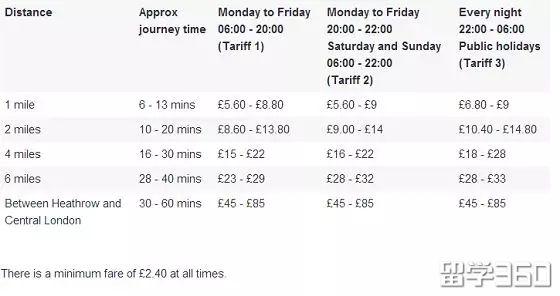 Distance Approx journey time Monday to Friday 06:00 - 20:00 (Tariff 1) Monday to Friday 20:00 - 22:00 Saturday and Sunday 06:00 - 22:00 (Tariff 2) Every night 22:00 - 06:00 Public holidays (Tariff 3)
1 mile 6 - 13 mins £5.60 - £8.80 £5.60 - £9 £6.80 - £9
2 miles 10 - 20 mins £8.60 - £13.80 £9.00 - £14 £10.40 - £14.80
4 miles 16 - 30 mins £15 - £22 £16 - £22 £18 - £28
6 miles 28 - 40 mins £23 - £29 £28 - £32 £28 - £33
Between Heathrow and Central London 30 - 60 mins £45 - £85 £45 - £85 £45 - £85
There is a minimum fare of £2.40 at all times.
留学360